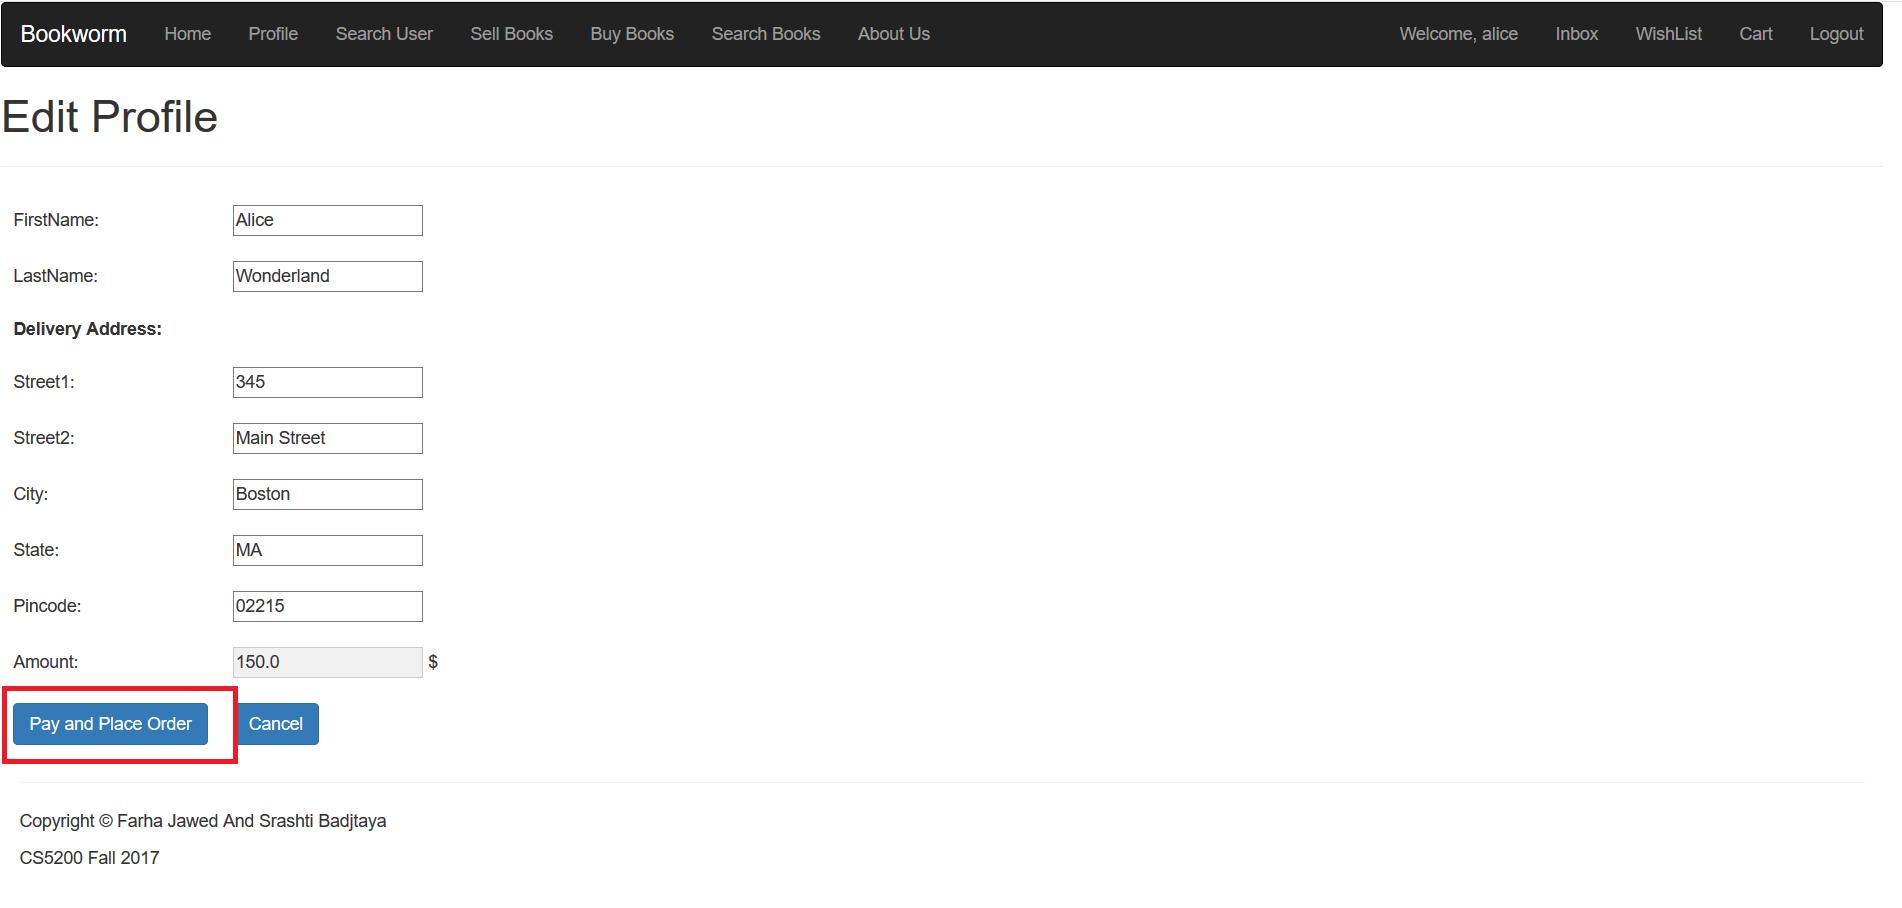 Bookworm Home Profile Search User Sell Books Buy Books Search Books About Us Welcome, alice Inbox WishList Cart Logout
Edit Profile
FirstName: Alice
LastName: Wonderland
Delivery Address:
Street1: 345
Street2: Main Street
City: Boston
State: MA
Pincode: 02215
Amount: 150.0 $
Pay and Place Order Cancel
Copyright © Farha Jawed And Srashti Badjtaya
CS5200 Fall 2017